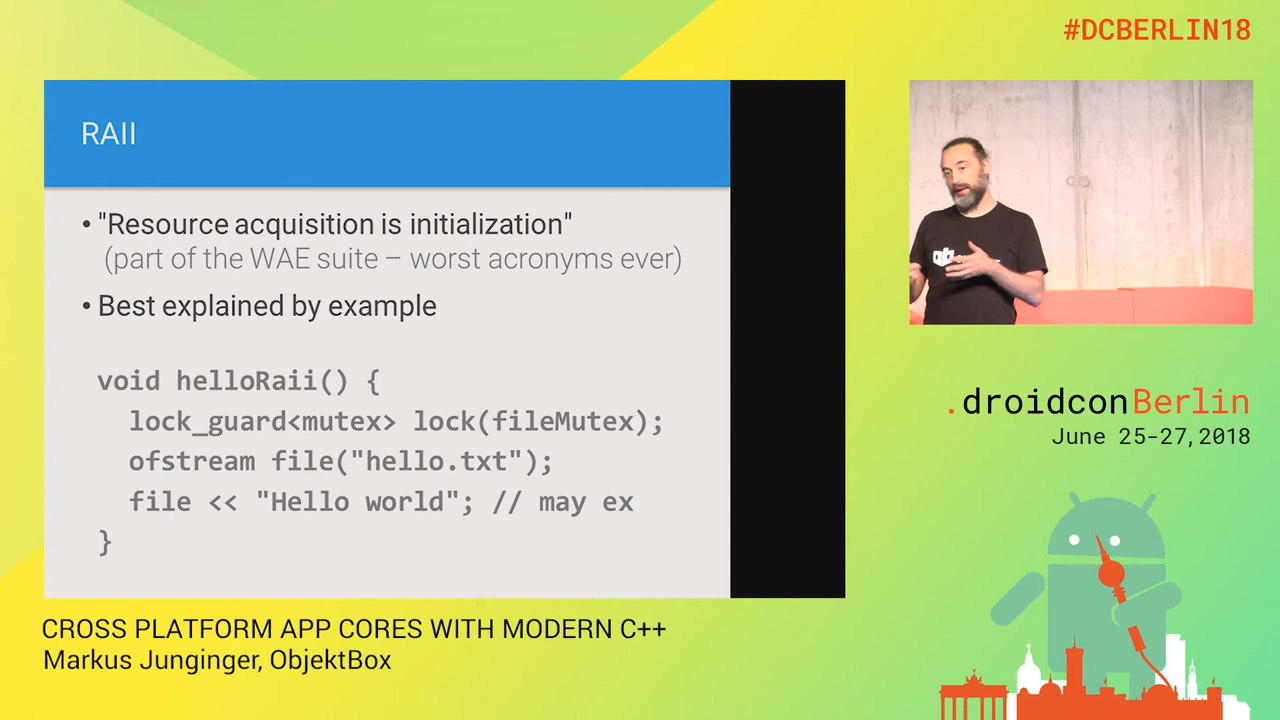 #DCBERLIN18
RAII
• "Resource acquisition is initialization"
(part of the WAE suite – worst acronyms ever)
• Best explained by example
void helloRaii() {
lock_guard<mutex> lock(fileMutex);
ofstream file("hello.txt");
file << "Hello world"; // may ex
}
.droidconBerlin
June 25-27, 2018
CROSS PLATFORM APP CORES WITH MODERN C++
Markus Junginger, ObjektBox